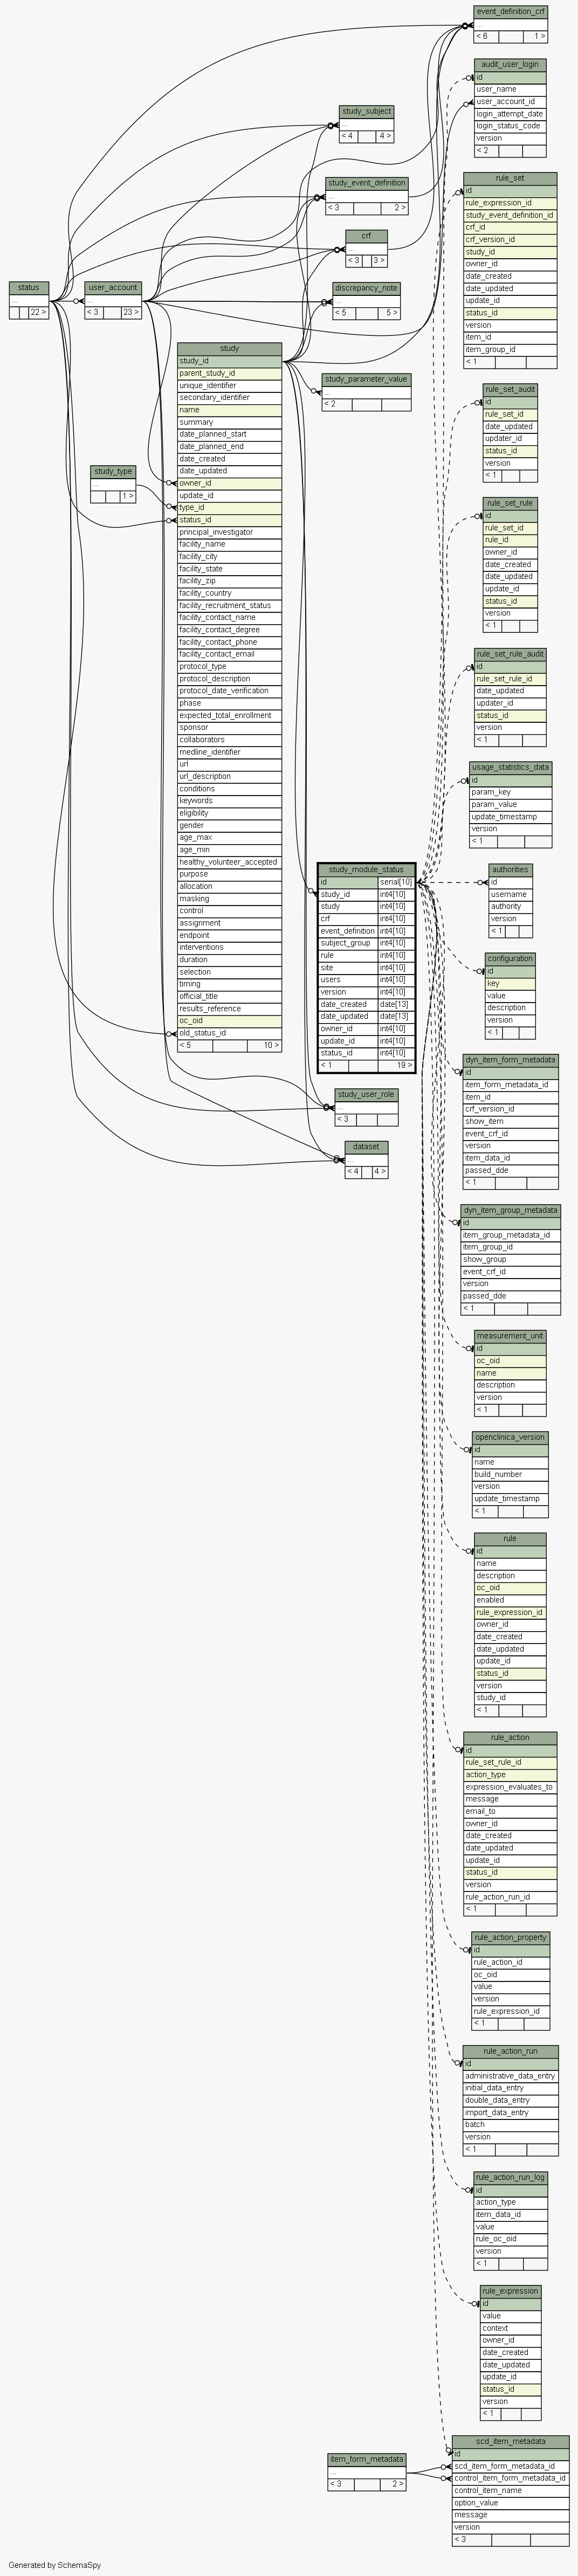 event_definition_crf
...
< 6 1 >
audit_user_login
id
user_name
user_account_id
login_attempt_date
login_status_code
version
< 2
study_subject
...
< 4 4 >
rule_set
id
rule_expression_id
study_event_definition_id
crf_id
crf_version_id
study_id
owner_id
date_created
date_updated
update_id
status_id
version
item_id
item_group_id
< 1
study_event_definition
...
< 3 2 >
crf
...
< 3 3 >
status
...
22 >
user_account
...
< 3 23 >
discrepancy_note
...
< 5 5 >
study
study_id
parent_study_id
unique_identifier
secondary_identifier
name
summary
date_planned_start
date_planned_end
date_created
date_updated
owner_id
update_id
type_id
status_id
principal_investigator
facility_name
facility_city
facility_state
facility_zip
facility_country
facility_recruitment_status
facility_contact_name
facility_contact_degree
facility_contact_phone
facility_contact_email
protocol_type
protocol_description
protocol_date_verification
phase
expected_total_enrollment
sponsor
collaborators
medline_identifier
url
url_description
conditions
keywords
eligibility
gender
age_max
age_min
healthy_volunteer_accepted
purpose
allocation
masking
control
assignment
endpoint
interventions
duration
selection
timing
official_title
results_reference
oc_oid
old_status_id
< 5 10 >
study_parameter_value
...
< 2
study_type
...
1 >
rule_set_audit
id
rule_set_id
date_updated
updater_id
status_id
version
< 1
rule_set_rule
id
rule_set_id
rule_id
owner_id
date_created
date_updated
update_id
status_id
version
< 1
rule_set_rule_audit
id
rule_set_rule_id
date_updated
updater_id
status_id
version
< 1
usage_statistics_data
id
param_key
param_value
update_timestamp
version
< 1
study_module_status
id serial[10]
study_id int4[10]
study int4[10]
crf int4[10]
event_definition int4[10]
subject_group int4[10]
rule int4[10]
site int4[10]
users int4[10]
version int4[10]
date_created date[13]
date_updated date[13]
owner_id int4[10]
update_id int4[10]
status_id int4[10]
< 1 19 >
authorities
id
username
authority
version
< 1
configuration
id
key
value
description
version
< 1
dyn_item_form_metadata
id
item_form_metadata_id
item_id
crf_version_id
show_item
event_crf_id
version
item_data_id
passed_dde
< 1
study_user_role
...
< 3
dataset
...
< 4 4 >
dyn_item_group_metadata
id
item_group_metadata_id
item_group_id
show_group
event_crf_id
version
passed_dde
< 1
measurement_unit
id
oc_oid
name
description
version
< 1
openclinica_version
id
name
build_number
version
update_timestamp
< 1
rule
id
name
description
oc_oid
enabled
rule_expression_id
owner_id
date_created
date_updated
update_id
status_id
version
study_id
< 1
rule_action
id
rule_set_rule_id
action_type
expression_evaluates_to
message
email_to
owner_id
date_created
date_updated
update_id
status_id
version
rule_action_run_id
< 1
rule_action_property
id
rule_action_id
oc_oid
value
version
rule_expression_id
< 1
rule_action_run
id
administrative_data_entry
initial_data_entry
double_data_entry
import_data_entry
batch
version
< 1
rule_action_run_log
id
action_type
item_data_id
value
rule_oc_oid
version
< 1
rule_expression
id
value
context
owner_id
date_created
date_updated
update_id
status_id
version
< 1
scd_item_metadata
id
scd_item_form_metadata_id
control_item_form_metadata_id
control_item_name
option_value
message
version
< 3
item_form_metadata
...
< 3 2 >
Generated by SchemaSpy